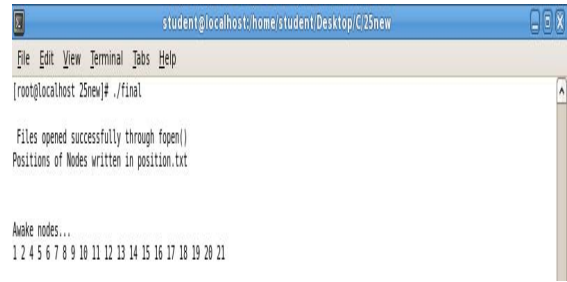 student@localhost:/home/student/Desktop/C/25new
File Edit View Terminal Tabs Help
[root@localhost 25new]# ./final
Files opened successfully through fopen()
Positions of Nodes written in position.txt
Awake nodes...
1 2 4 5 6 7 8 9 10 11 12 13 14 15 16 17 18 19 20 21